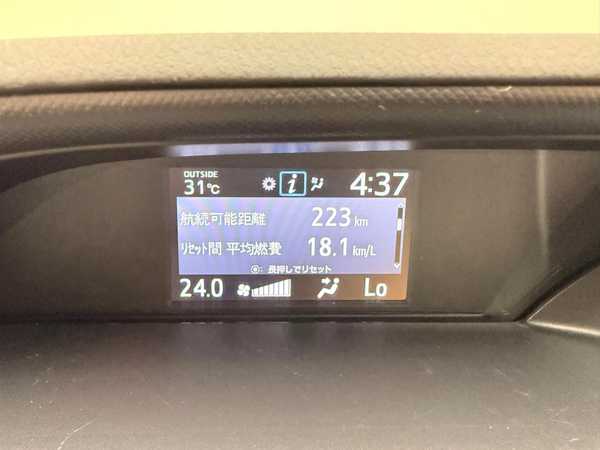 OUTSIDE
31℃ i 4:37
航続可能距離 223 km
リセット間 平均燃費 18.1 km/L
長押しでリセット
24.0 Lo